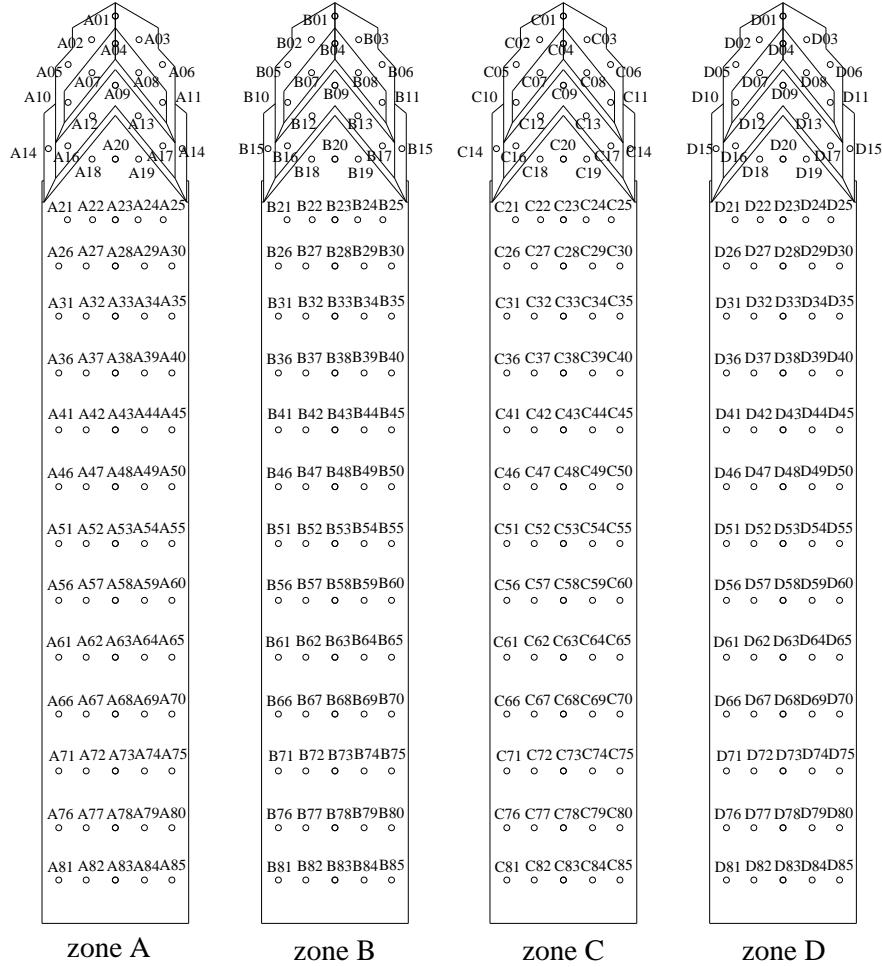 A01 B01 C01 D01
A02 A03 B02 B03 C02 C03 D02 D03
A04 B04 C04 D04
A05 A06 B05 B06 C05 C06 D05 D06
A07 A08 B07 B08 C07 C08 D07 D08
A09 B09 C09 D09
A10 A11 B10 B11 C10 C11 D10 D11
A12 A13 B12 B13 C12 C13 D12 D13
A14 A16 A17 A14 B15 B16 B17 B15 C14 C16 C17 C14 D15 D16 D17 D15
A20 B20 C20 D20
A18 A19 B18 B19 C18 C19 D18 D19
A21 A22 A23 A24 A25 B21 B22 B23 B24 B25 C21 C22 C23 C24 C25 D21 D22 D23 D24 D25
A26 A27 A28 A29 A30 B26 B27 B28 B29 B30 C26 C27 C28 C29 C30 D26 D27 D28 D29 D30
A31 A32 A33 A34 A35 B31 B32 B33 B34 B35 C31 C32 C33 C34 C35 D31 D32 D33 D34 D35
A36 A37 A38 A39 A40 B36 B37 B38 B39 B40 C36 C37 C38 C39 C40 D36 D37 D38 D39 D40
A41 A42 A43 A44 A45 B41 B42 B43 B44 B45 C41 C42 C43 C44 C45 D41 D42 D43 D44 D45
A46 A47 A48 A49 A50 B46 B47 B48 B49 B50 C46 C47 C48 C49 C50 D46 D47 D48 D49 D50
A51 A52 A53 A54 A55 B51 B52 B53 B54 B55 C51 C52 C53 C54 C55 D51 D52 D53 D54 D55
A56 A57 A58 A59 A60 B56 B57 B58 B59 B60 C56 C57 C58 C59 C60 D56 D57 D58 D59 D60
A61 A62 A63 A64 A65 B61 B62 B63 B64 B65 C61 C62 C63 C64 C65 D61 D62 D63 D64 D65
A66 A67 A68 A69 A70 B66 B67 B68 B69 B70 C66 C67 C68 C69 C70 D66 D67 D68 D69 D70
A71 A72 A73 A74 A75 B71 B72 B73 B74 B75 C71 C72 C73 C74 C75 D71 D72 D73 D74 D75
A76 A77 A78 A79 A80 B76 B77 B78 B79 B80 C76 C77 C78 C79 C80 D76 D77 D78 D79 D80
A81 A82 A83 A84 A85 B81 B82 B83 B84 B85 C81 C82 C83 C84 C85 D81 D82 D83 D84 D85
zone A zone B zone C zone D